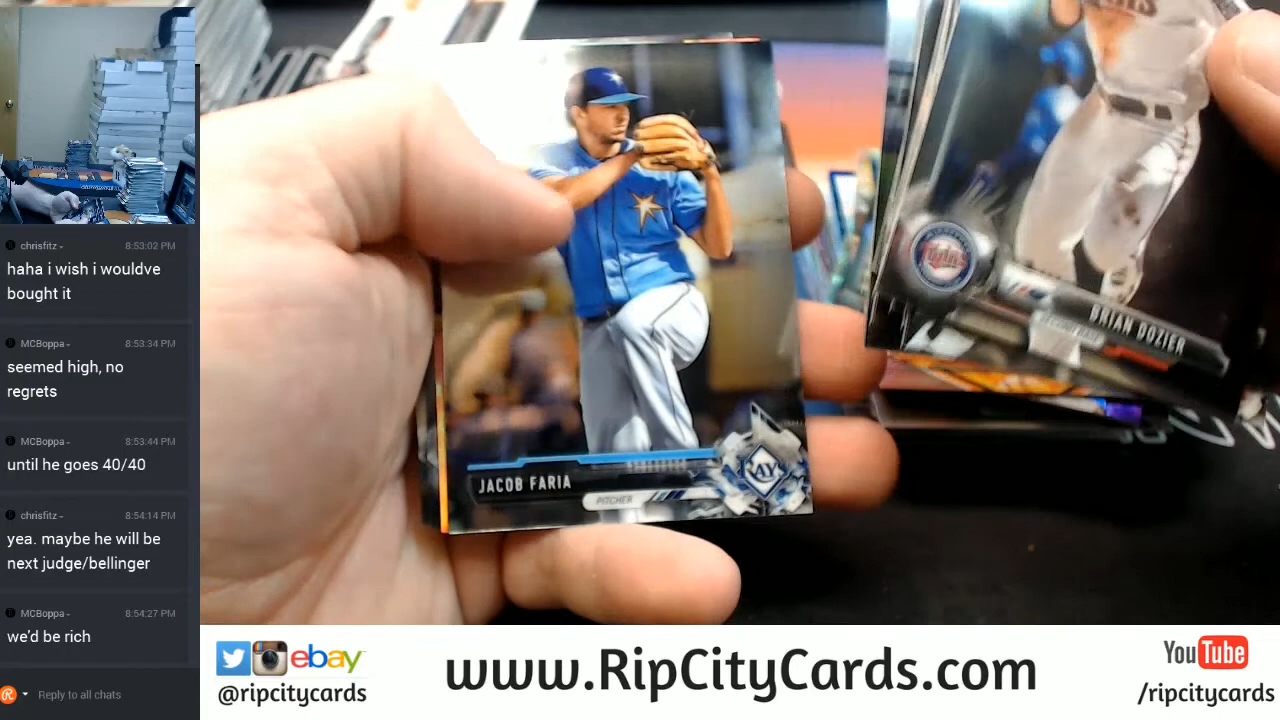 chrisfitz - 8:53:02 PM
haha i wish i wouldve
bought it
MCBoppa - 8:53:34 PM
seemed high, no
regrets
MCBoppa - 8:53:44 PM
until he goes 40/40
chrisfitz - 8:54:14 PM
yea. maybe he will be
next judge/bellinger
MCBoppa - 8:54:27 PM
we'd be rich
Reply to all chats
JACOB FARIA
PITCHER
RAYS
Twins
BRIAN DOZIER
ebay
@ripcitycards
www.RipCityCards.com
YouTube
/ripcitycards